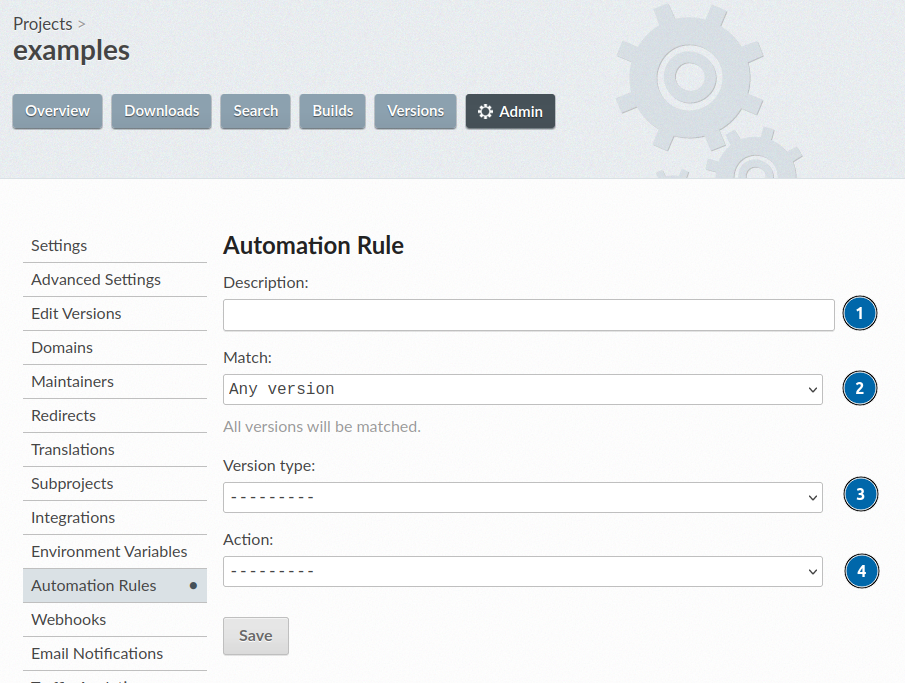 Projects >
examples
Overview
Downloads
Search
Builds
Versions
Admin
Settings
Advanced Settings
Edit Versions
Domains
Maintainers
Redirects
Translations
Subprojects
Integrations
Environment Variables
Automation Rules
Webhooks
Email Notifications
Automation Rule
Description:
1
Match:
Any version
2
All versions will be matched.
Version type:
---------
3
Action:
---------
4
Save